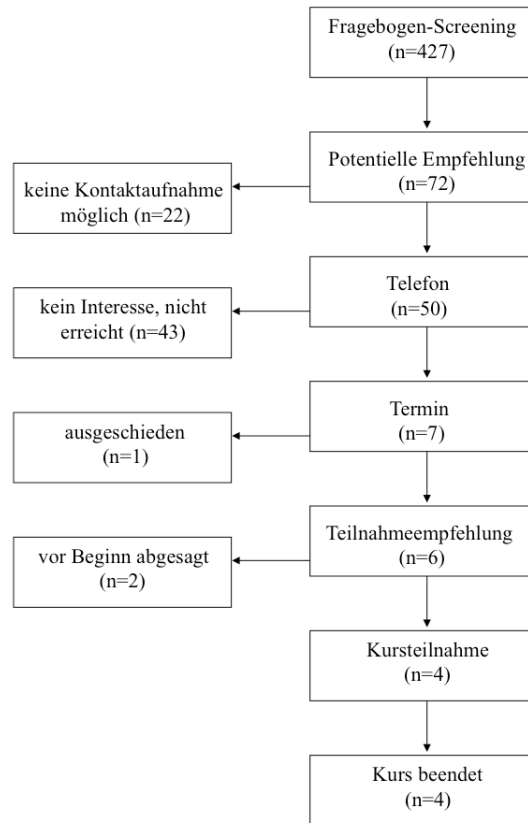 Fragebogen-Screening
(n=427)
Potentielle Empfehlung
(n=72)
keine Kontaktaufnahme
möglich (n=22)
Telefon
(n=50)
kein Interesse, nicht
erreicht (n=43)
Termin
(n=7)
ausgeschieden
(n=1)
Teilnahmeempfehlung
(n=6)
vor Beginn abgesagt
(n=2)
Kursteilnahme
(n=4)
Kurs beendet
(n=4)